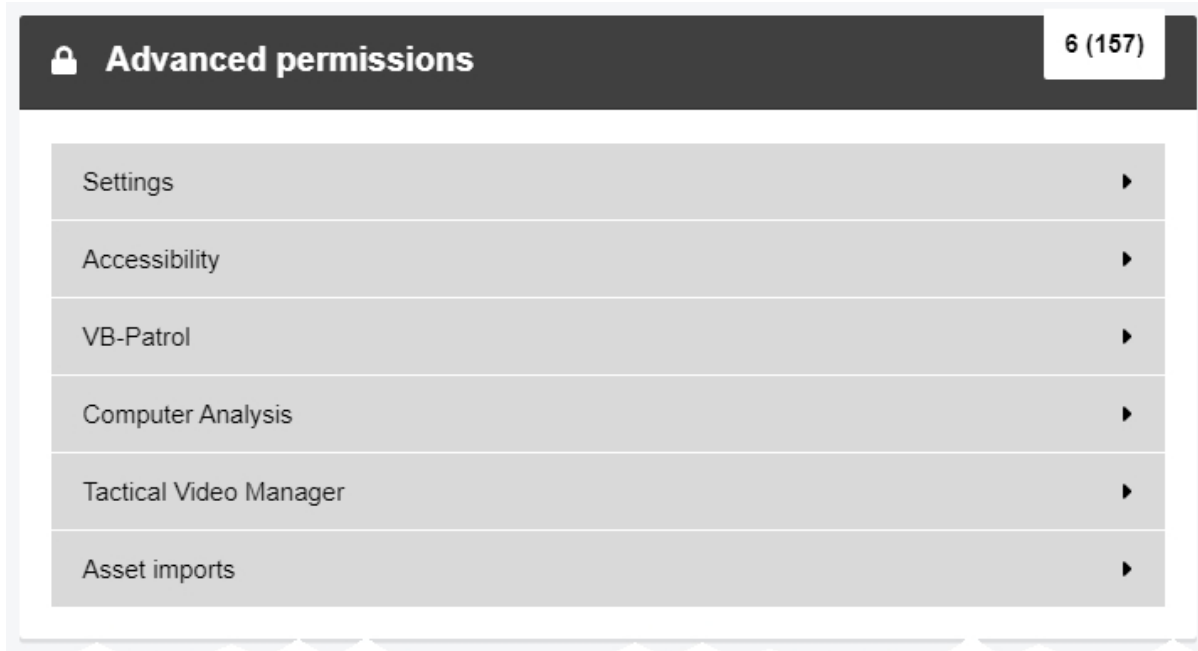 Advanced permissions
6 (157)
Settings
Accessibility
VB-Patrol
Computer Analysis
Tactical Video Manager
Asset imports